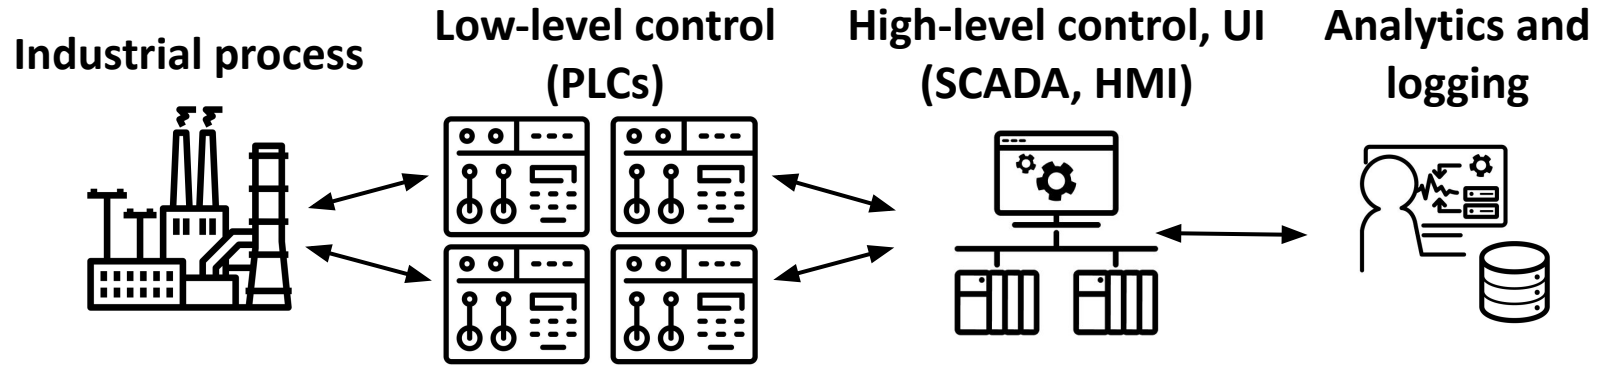 Industrial process
Low-level control
(PLCs)
High-level control, UI
(SCADA, HMI)
Analytics and
logging